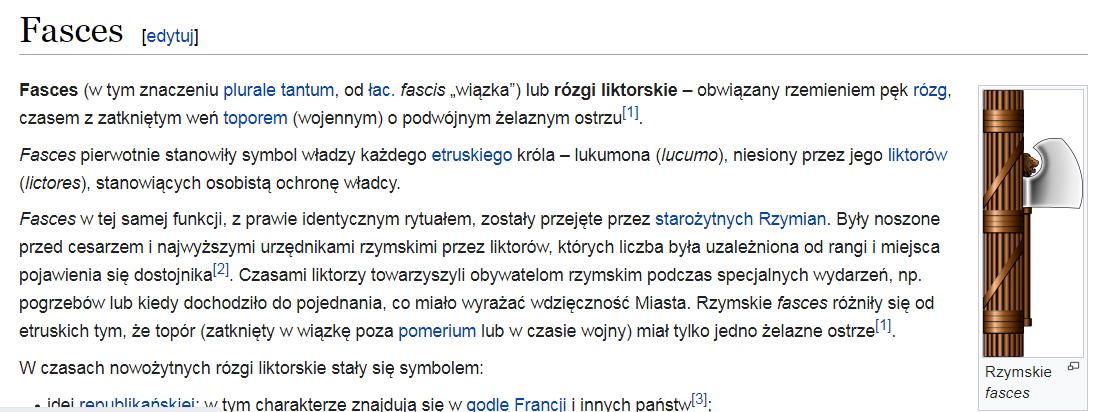 Fasces [edytuj]
Fasces (w tym znaczeniu plurale tantum, od łac. fascis „wiązka”) lub rózgi liktorskie – obwiązany rzemieniem pęk rózg,
czasem z zatkniętym weń toporem (wojennym) o podwójnym żelaznym ostrzu[1].
Fasces pierwotnie stanowiły symbol władzy każdego etruskiego króla – lukumona (lucumo), niesiony przez jego liktorów
(lictores), stanowiących osobistą ochronę władcy.
Fasces w tej samej funkcji, z prawie identycznym rytuałem, zostały przejęte przez starożytnych Rzymian. Były noszone
przed cesarzem i najwyższymi urzędnikami rzymskimi przez liktorów, których liczba była uzależniona od rangi i miejsca
pojawienia się dostojnika[2]. Czasami liktorzy towarzyszyli obywatelom rzymskim podczas specjalnych wydarzeń, np.
pogrzebów lub kiedy dochodziło do pojednania, co miało wyrażać wdzięczność Miasta. Rzymskie fasces różniły się od
etruskich tym, że topór (zatknięty w wiązkę poza pomerium lub w czasie wojny) miał tylko jedno żelazne ostrze[1].
W czasach nowożytnych rózgi liktorskie stały się symbolem:
• idei republikańskiej; w tym charakterze znajdują się w godle Francji i innych państw[3];
Rzymskie
fasces